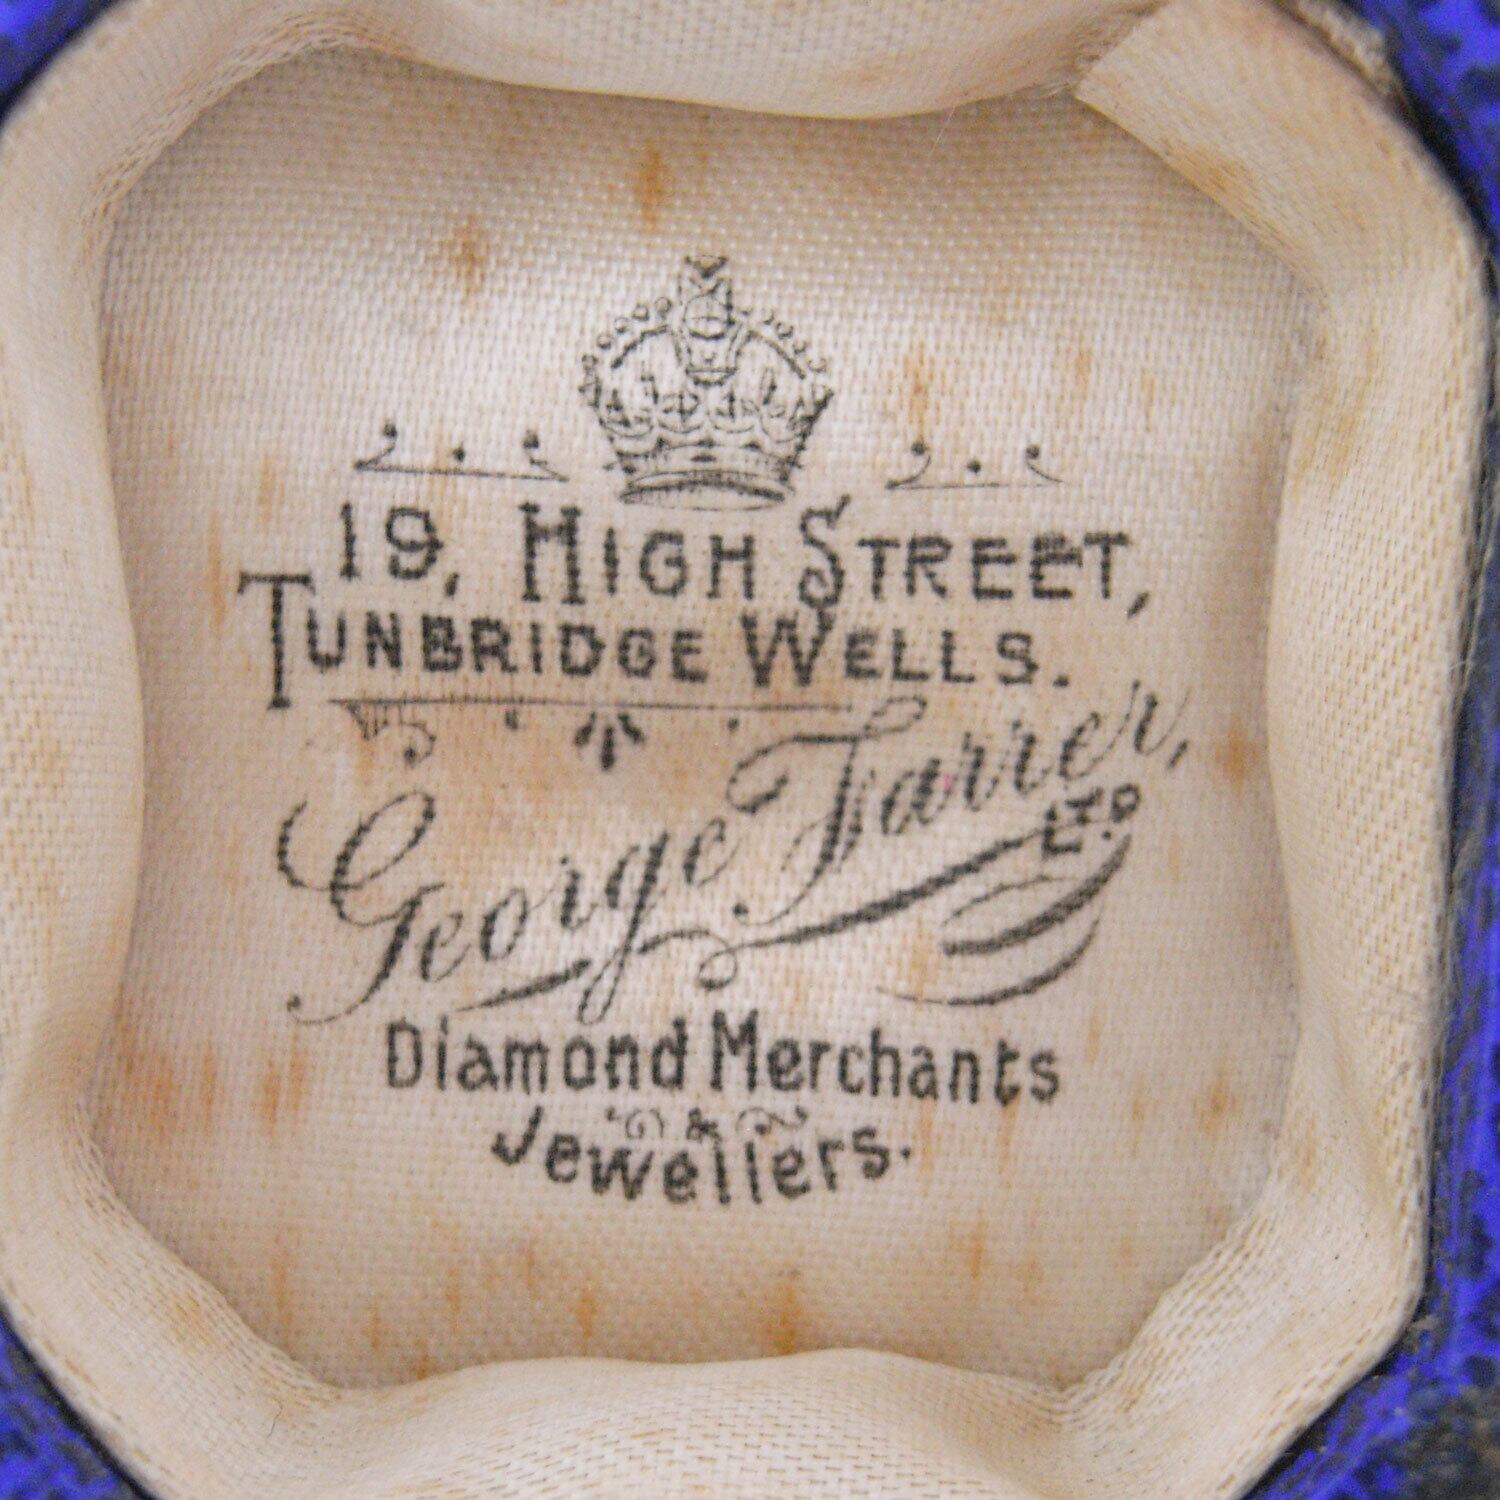 19, HIGH STREET,
TUNBRIDGE WELLS.
George Farrer,
LTD
Diamond Merchants
&
Jewellers.